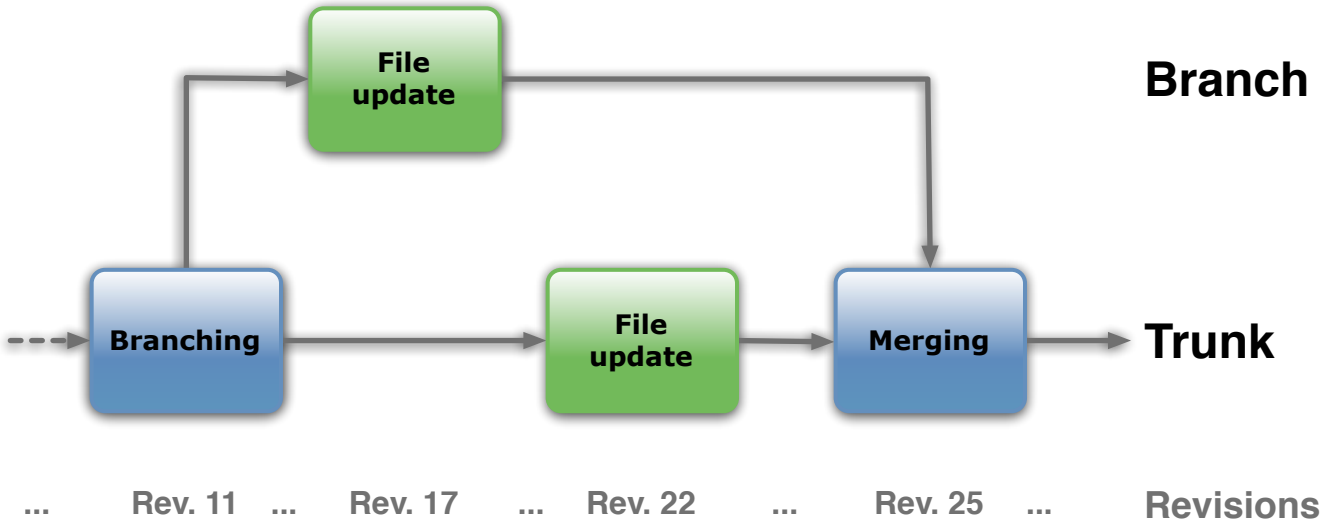 File
update
Branch
Branching
File
update
Merging
Trunk
... Rev. 11 ... Rev. 17 ... Rev. 22 ... Rev. 25 ... Revisions